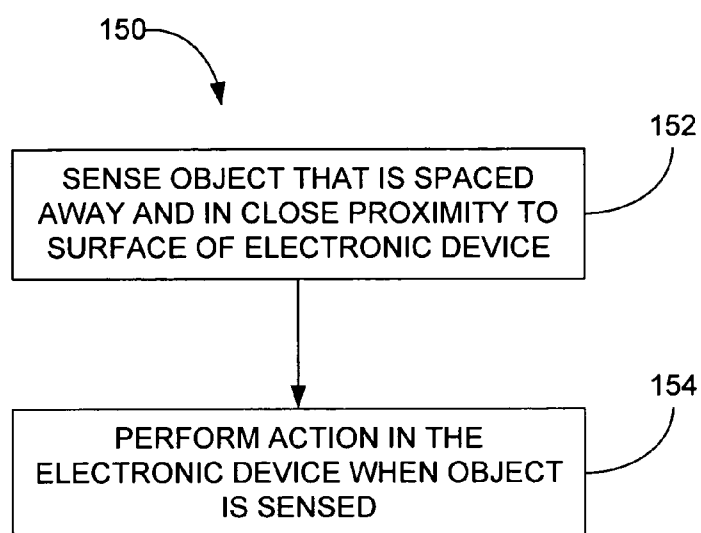 150
152
SENSE OBJECT THAT IS SPACED
AWAY AND IN CLOSE PROXIMITY TO
SURFACE OF ELECTRONIC DEVICE
154
PERFORM ACTION IN THE
ELECTRONIC DEVICE WHEN OBJECT
IS SENSED